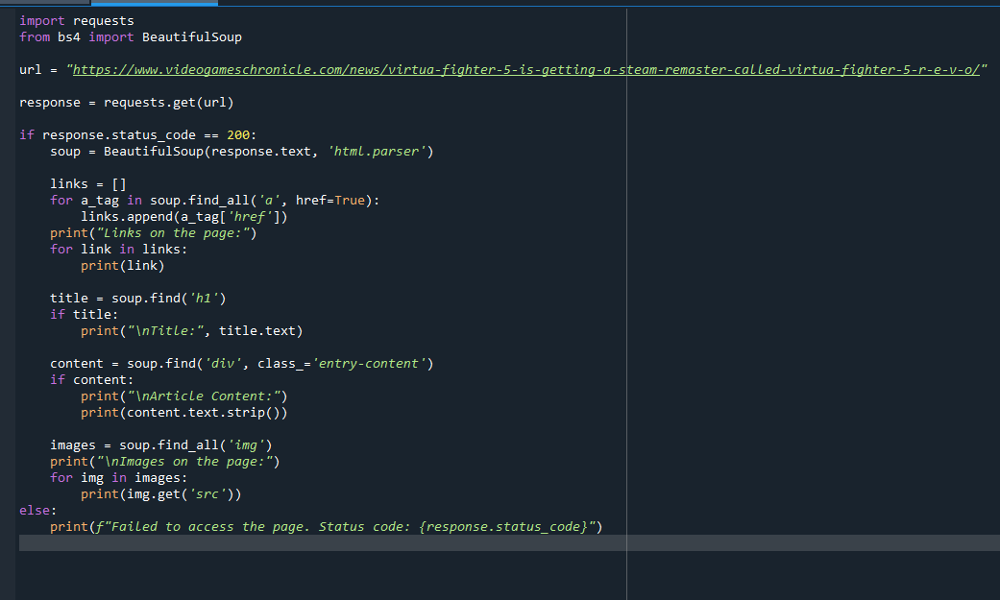 import requests
from bs4 import BeautifulSoup
url = "https://www.videogameschronicle.com/news/virtua-fighter-5-is-getting-a-steam-remaster-called-virtua-fighter-5-r-e-v-o/"
response = requests.get(url)
if response.status_code == 200:
    soup = BeautifulSoup(response.text, 'html.parser')
    links = []
    for a_tag in soup.find_all('a', href=True):
        links.append(a_tag['href'])
    print("Links on the page:")
    for link in links:
        print(link)
    title = soup.find('h1')
    if title:
        print("\nTitle:", title.text)
    content = soup.find('div', class_='entry-content')
    if content:
        print("\nArticle Content:")
        print(content.text.strip())
    images = soup.find_all('img')
    print("\nImages on the page:")
    for img in images:
        print(img.get('src'))
else:
    print(f"Failed to access the page. Status code: {response.status_code}")